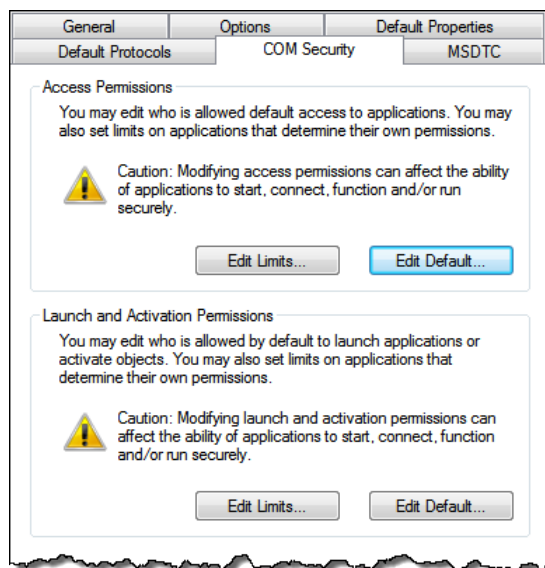 General Options Default Properties
Default Protocols COM Security MSDTC
Access Permissions
You may edit who is allowed default access to applications. You may
also set limits on applications that determine their own permissions.
Caution: Modifying access permissions can affect the ability
of applications to start, connect, function and/or run
securely.
Edit Limits... Edit Default...
Launch and Activation Permissions
You may edit who is allowed by default to launch applications or
activate objects. You may also set limits on applications that
determine their own permissions.
Caution: Modifying launch and activation permissions can
affect the ability of applications to start, connect, function
and/or run securely.
Edit Limits... Edit Default...